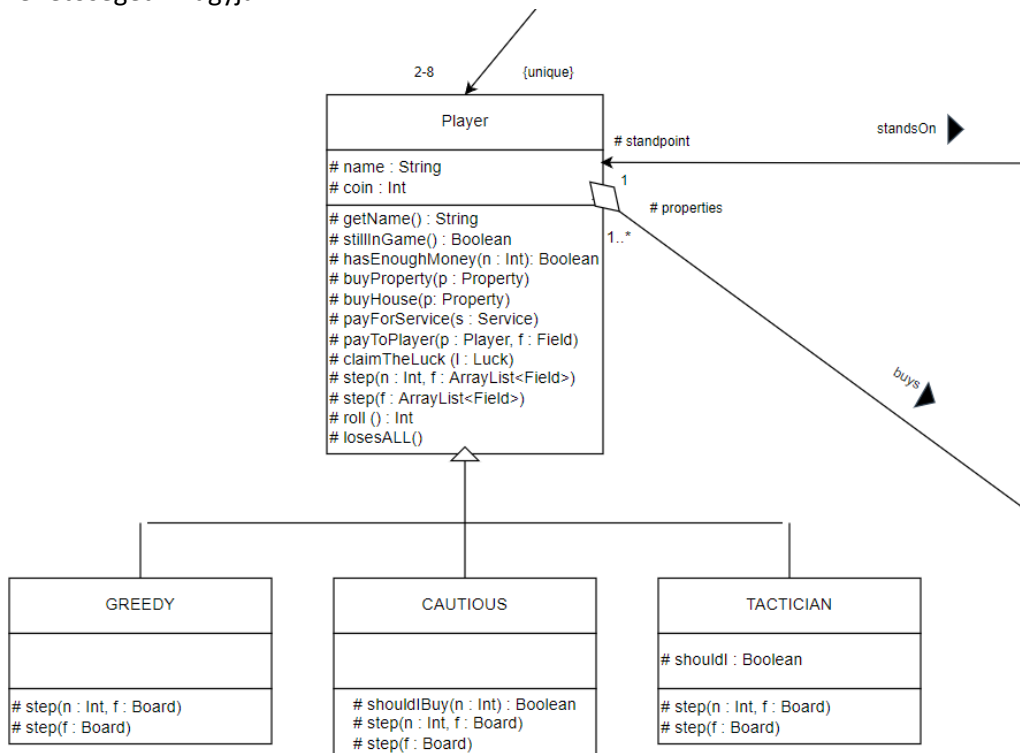 2-8
{unique}
Player
# name : String
# coin : Int
# getName() : String
# stillInGame() : Boolean
# hasEnoughMoney(n : Int): Boolean
# buyProperty(p : Property)
# buyHouse(p: Property)
# payForService(s : Service)
# payToPlayer(p : Player, f : Field)
# claimTheLuck (l : Luck)
# step(n : Int, f : ArrayList<Field>)
# step(f : ArrayList<Field>)
# roll () : Int
# losesALL()
# standpoint
standsOn
1
# properties
1..*
buys
GREEDY
# step(n : Int, f : Board)
# step(f : Board)
CAUTIOUS
# shouldIBuy(n : Int) : Boolean
# step(n : Int, f : Board)
# step(f : Board)
TACTICIAN
# shouldI : Boolean
# step(n : Int, f : Board)
# step(f : Board)